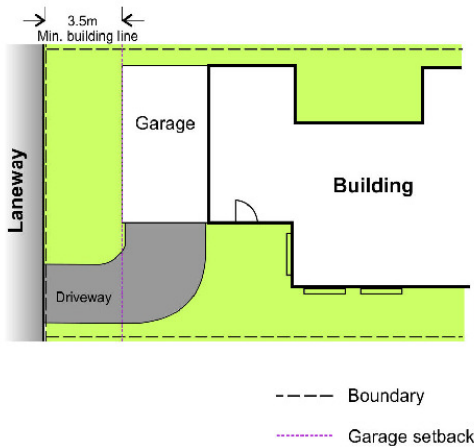 3.5m
Min. building line
Garage
Laneway
Building
Driveway
Boundary
Garage setback